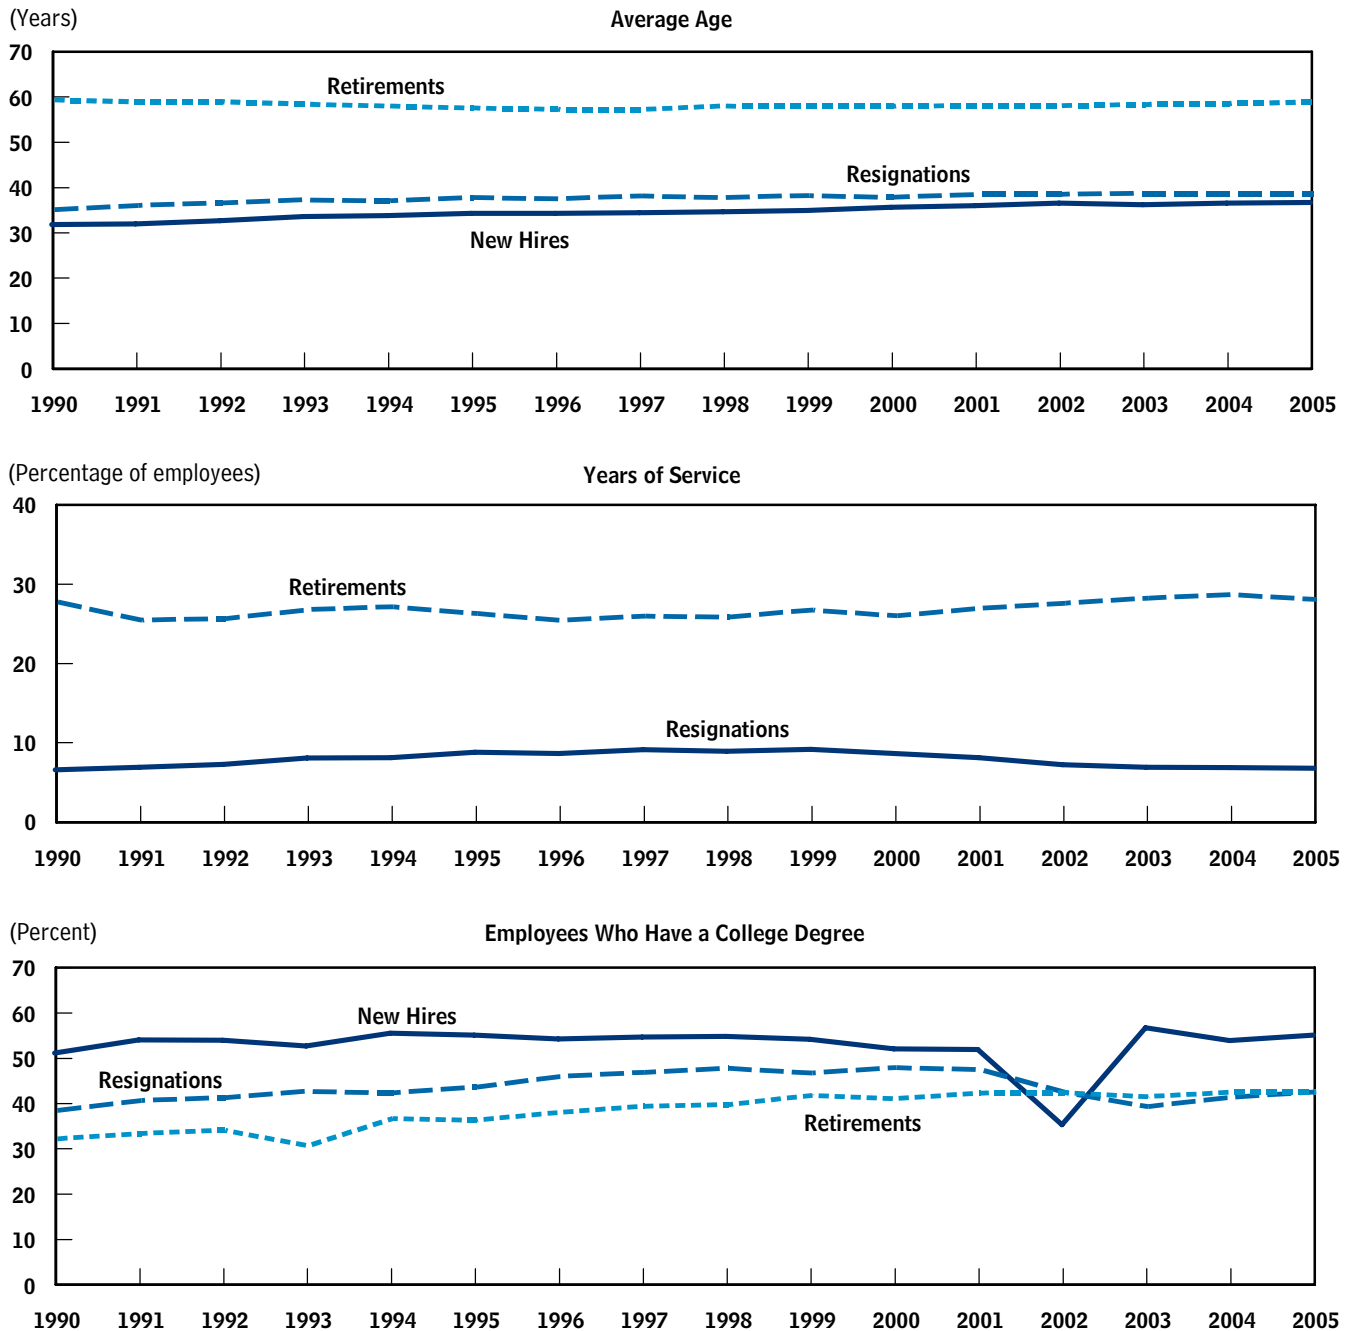 (Years)
Average Age
70
Retirements
60
50
Resignations
40
30
New Hires
20
10
0
1990 1991 1992 1993 1994 1995 1996 1997 1998 1999 2000 2001 2002 2003 2004 2005
(Percentage of employees)
Years of Service
40
30
Retirements
20
Resignations
10
0
1990 1991 1992 1993 1994 1995 1996 1997 1998 1999 2000 2001 2002 2003 2004 2005
(Percent)
Employees Who Have a College Degree
70
60
New Hires
50
Resignations
40
Retirements
30
20
10
0
1990 1991 1992 1993 1994 1995 1996 1997 1998 1999 2000 2001 2002 2003 2004 2005